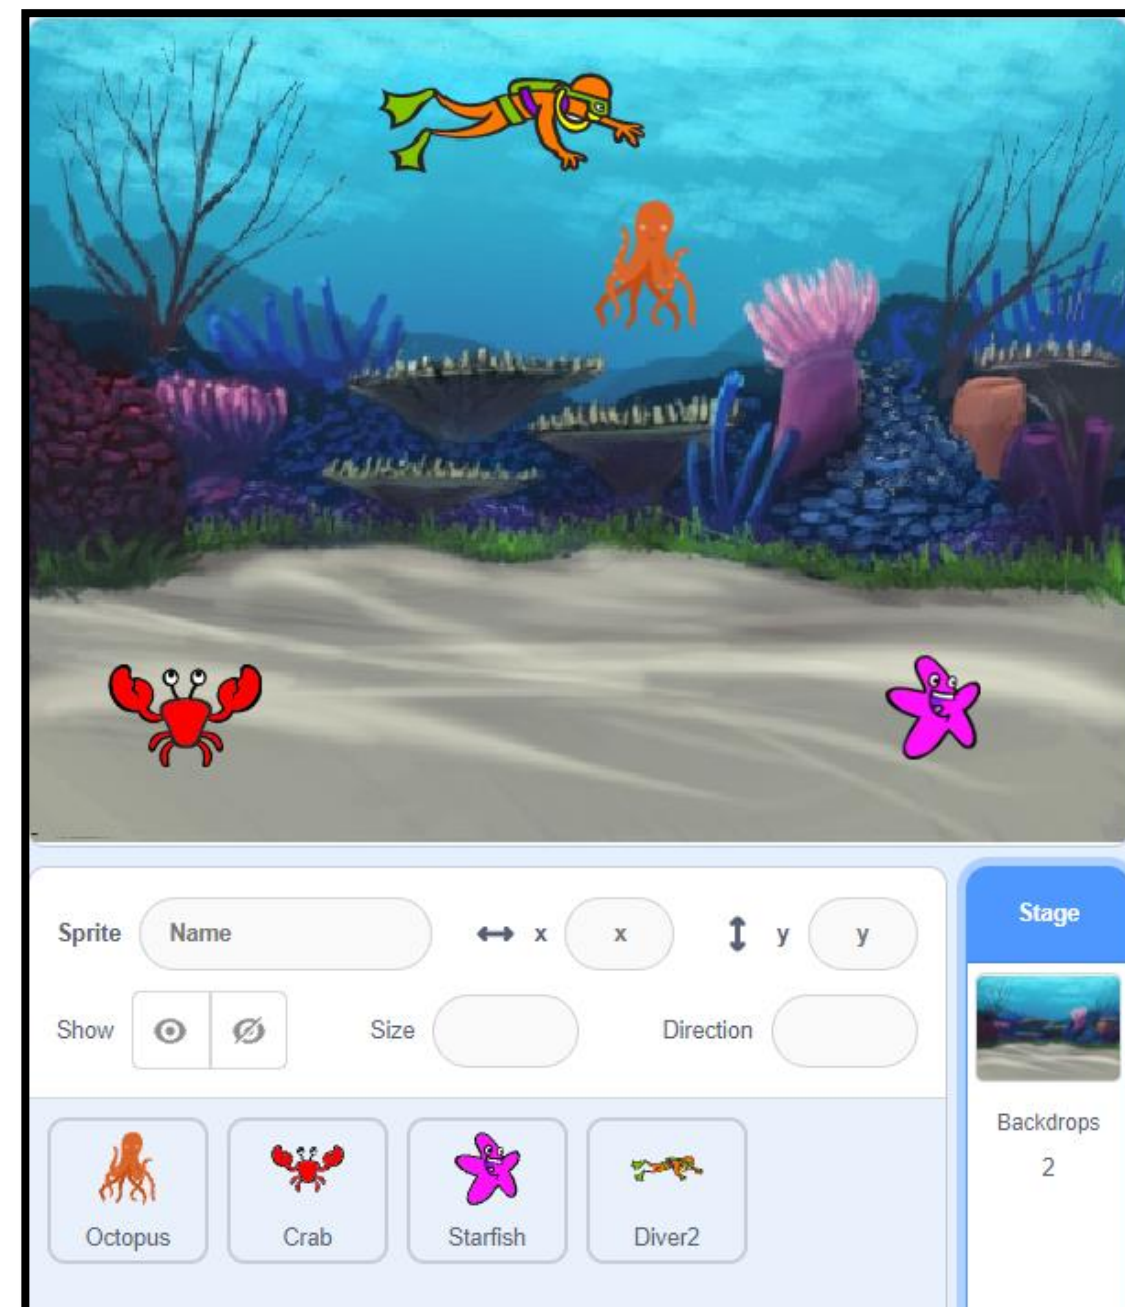 Sprite Name x x y y
Stage
Show Size Direction
Backdrops
2
Octopus Crab Starfish Diver2